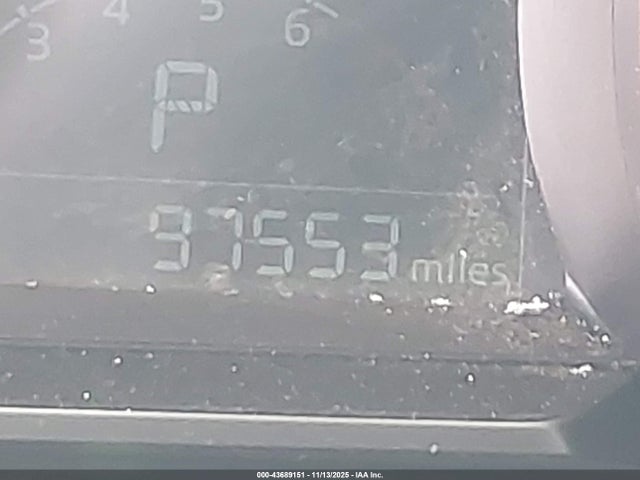 3 4 5 6
P
97553 miles
000-43689151 - 11/13/2025 - IAA Inc.